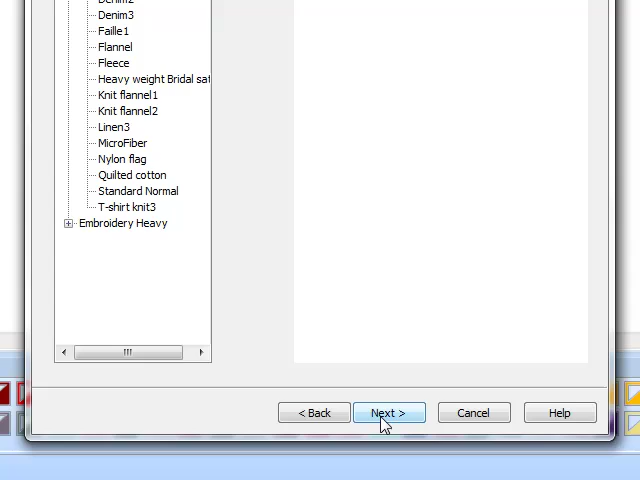 Denim2
Denim3
Faille1
Flannel
Fleece
Heavy weight Bridal sat
Knit flannel1
Knit flannel2
Linen3
MicroFiber
Nylon flag
Quilted cotton
Standard Normal
T-shirt knit3
Embroidery Heavy
< Back Next > Cancel Help